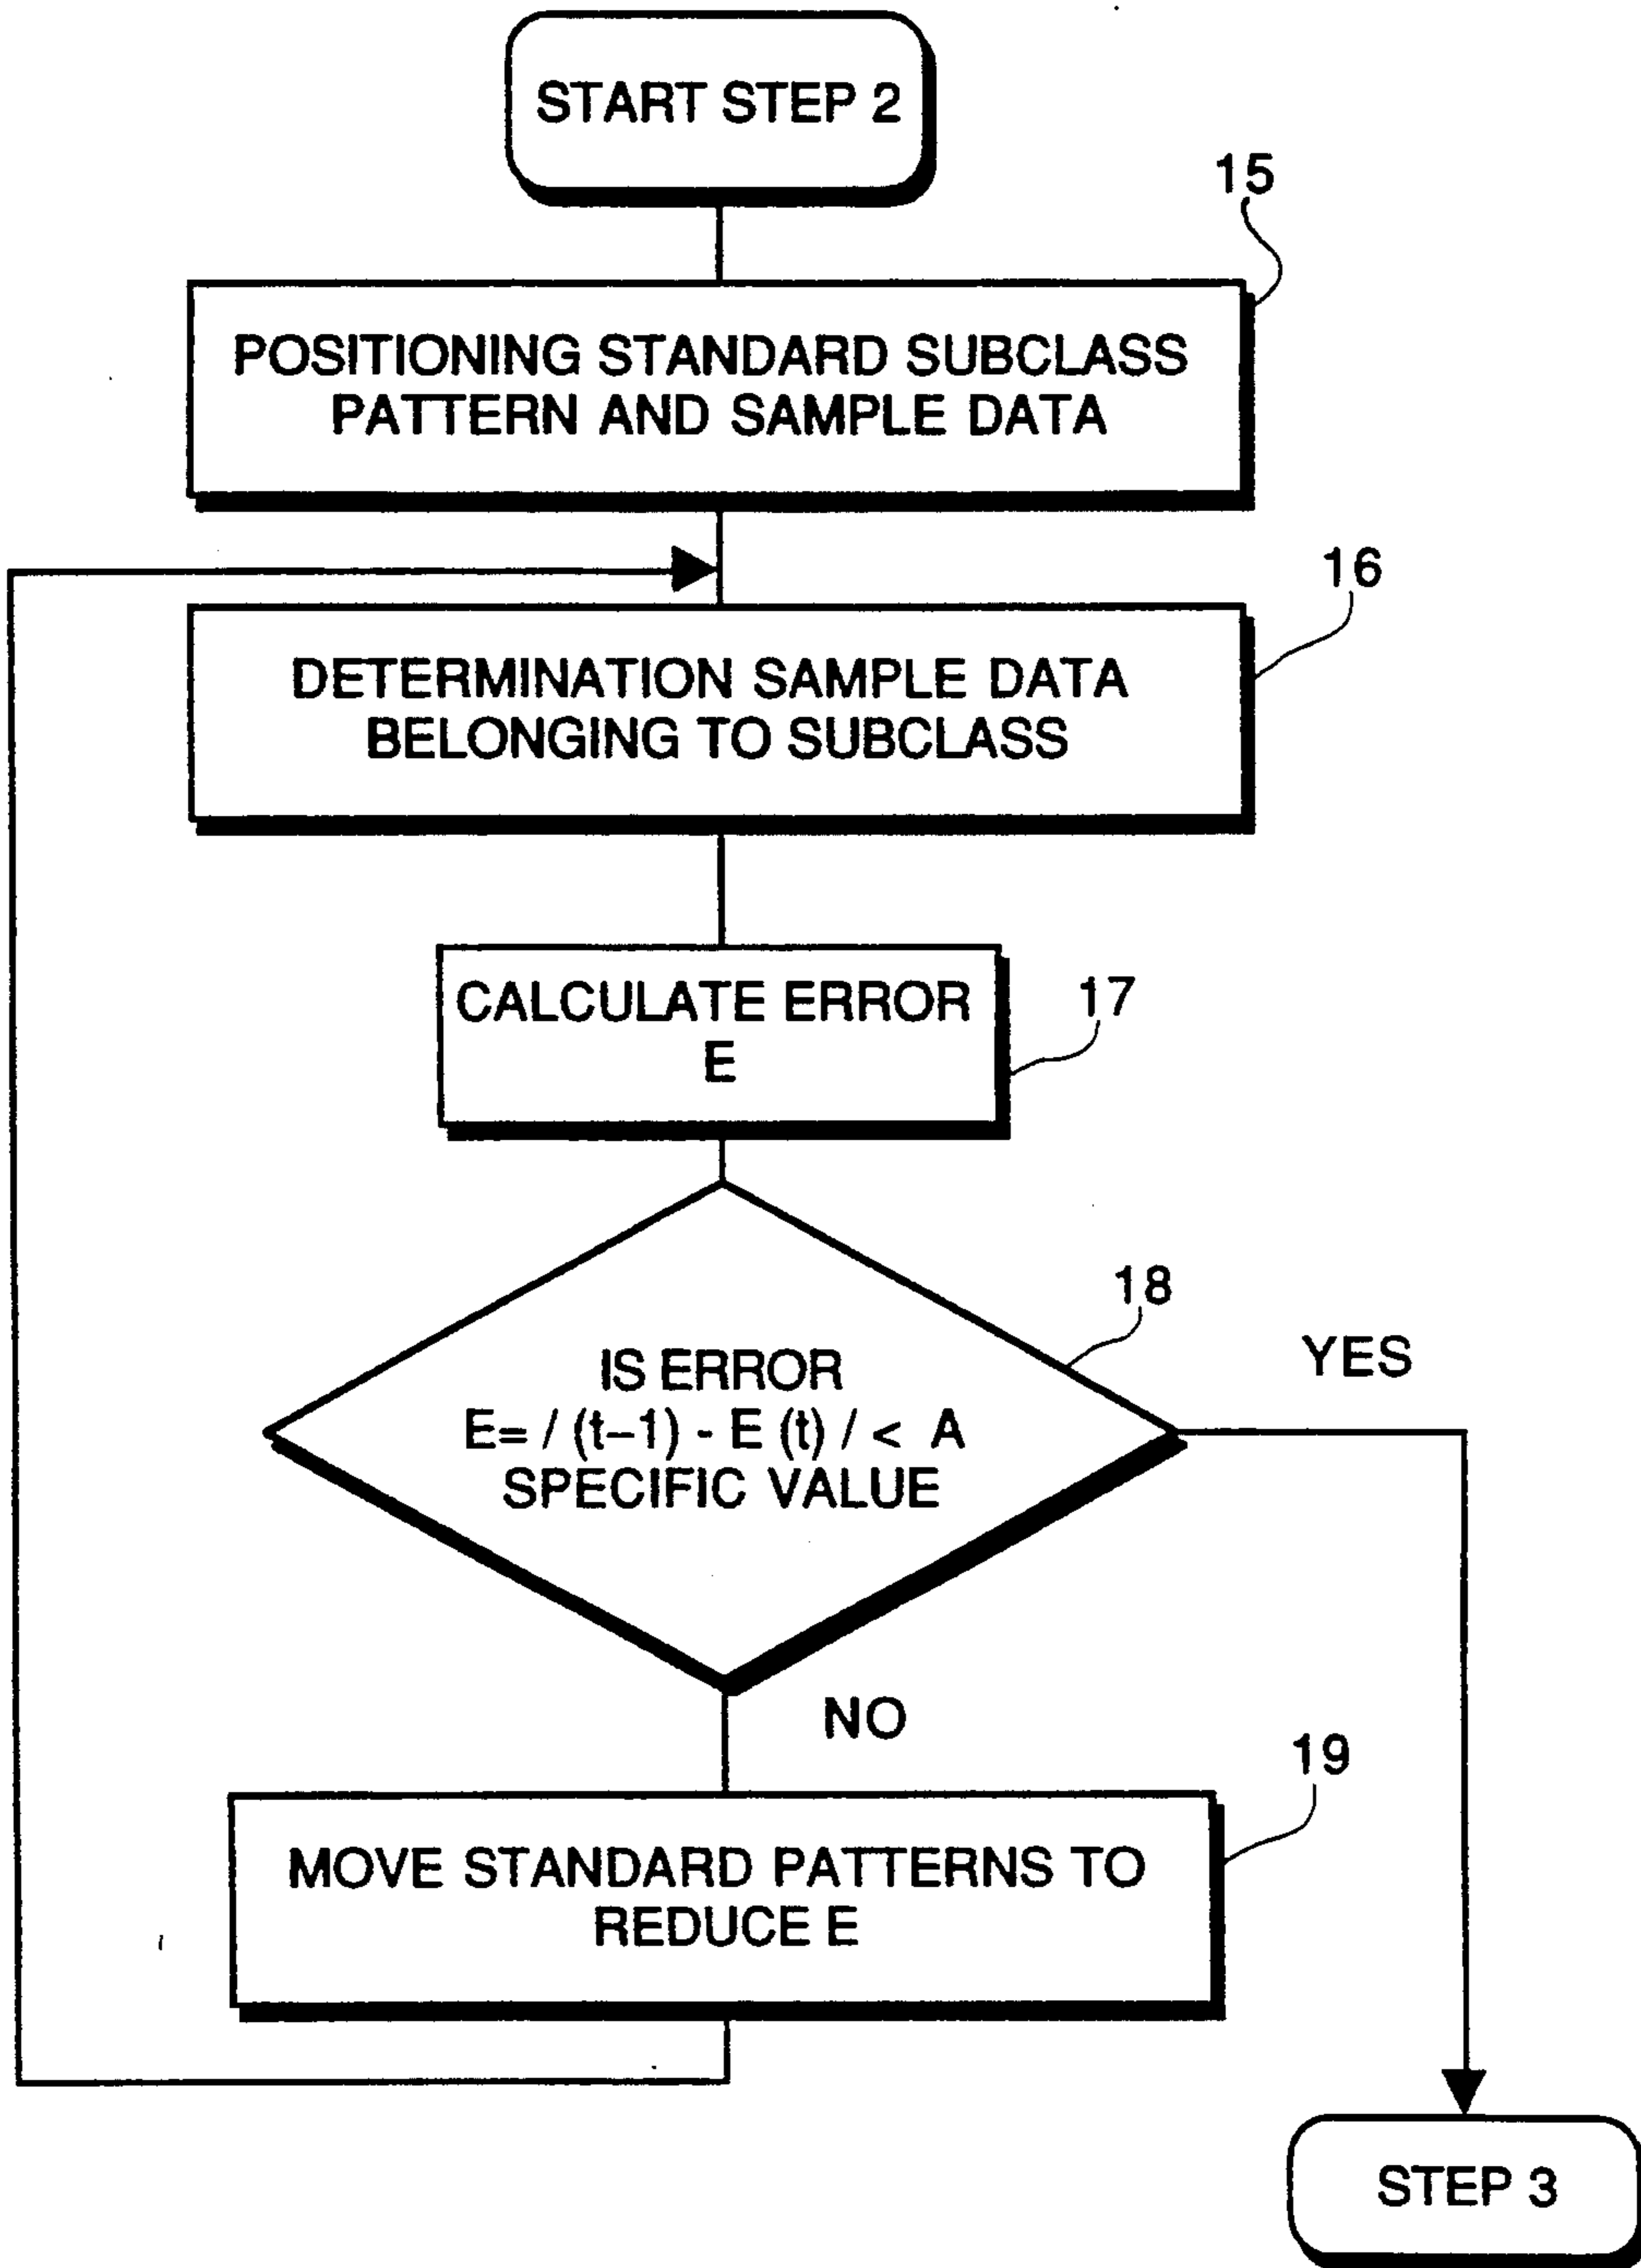 START STEP 2
15
POSITIONING STANDARD SUBCLASS
PATTERN AND SAMPLE DATA
16
DETERMINATION SAMPLE DATA
BELONGING TO SUBCLASS
17
CALCULATE ERROR
E
18
IS ERROR
E= / (t–1) - E (t) / < A
SPECIFIC VALUE
YES
NO
19
MOVE STANDARD PATTERNS TO
REDUCE E
STEP 3